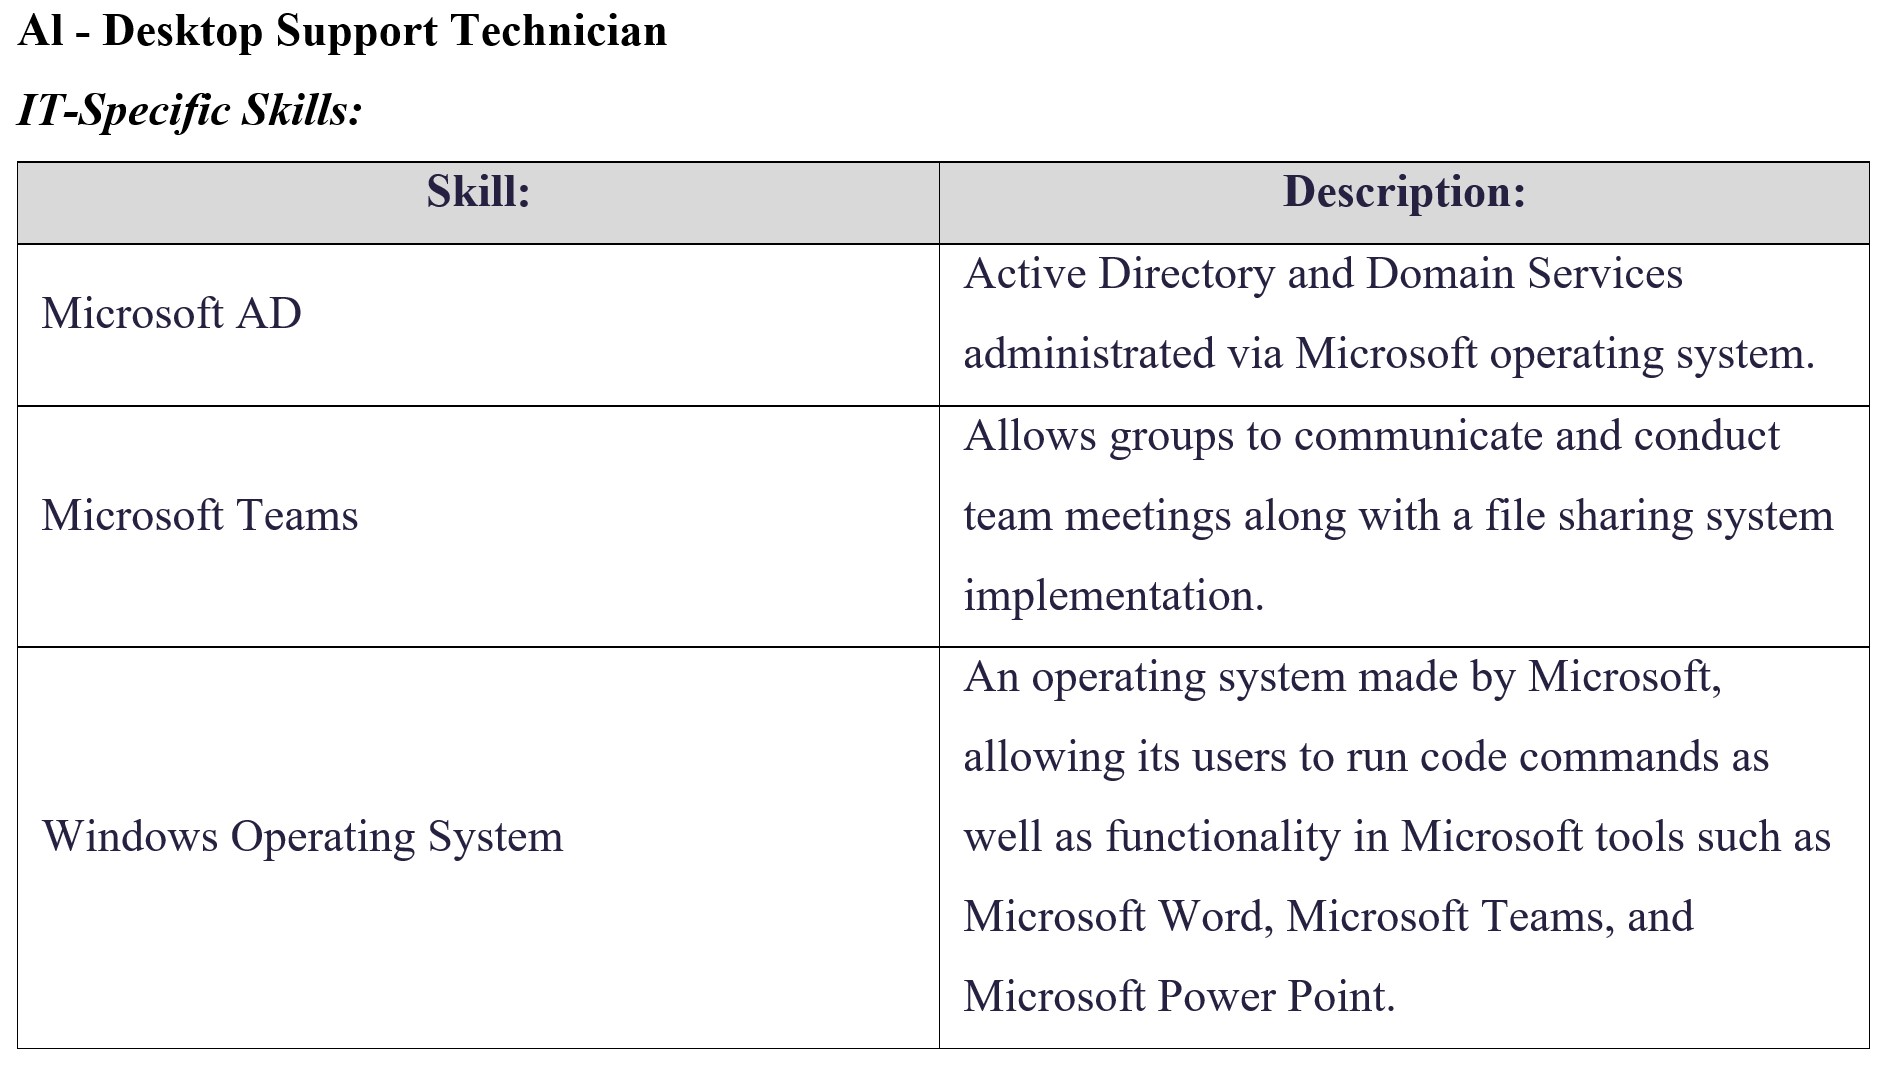 Al - Desktop Support Technician
IT-Specific Skills:
Skill:
Description:
Microsoft AD
Active Directory and Domain Services
administrated via Microsoft operating system.
Microsoft Teams
Allows groups to communicate and conduct
team meetings along with a file sharing system
implementation.
Windows Operating System
An operating system made by Microsoft,
allowing its users to run code commands as
well as functionality in Microsoft tools such as
Microsoft Word, Microsoft Teams, and
Microsoft Power Point.